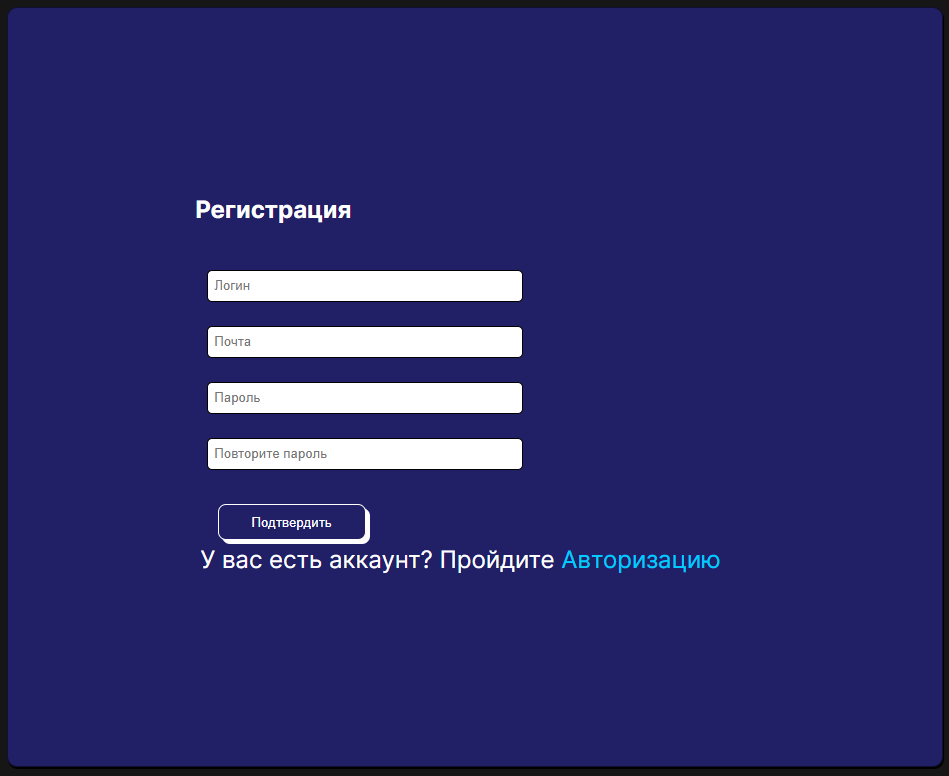 Регистрация
Логин
Почта
Пароль
Повторите пароль
Подтвердить
У вас есть аккаунт? Пройдите Авторизацию